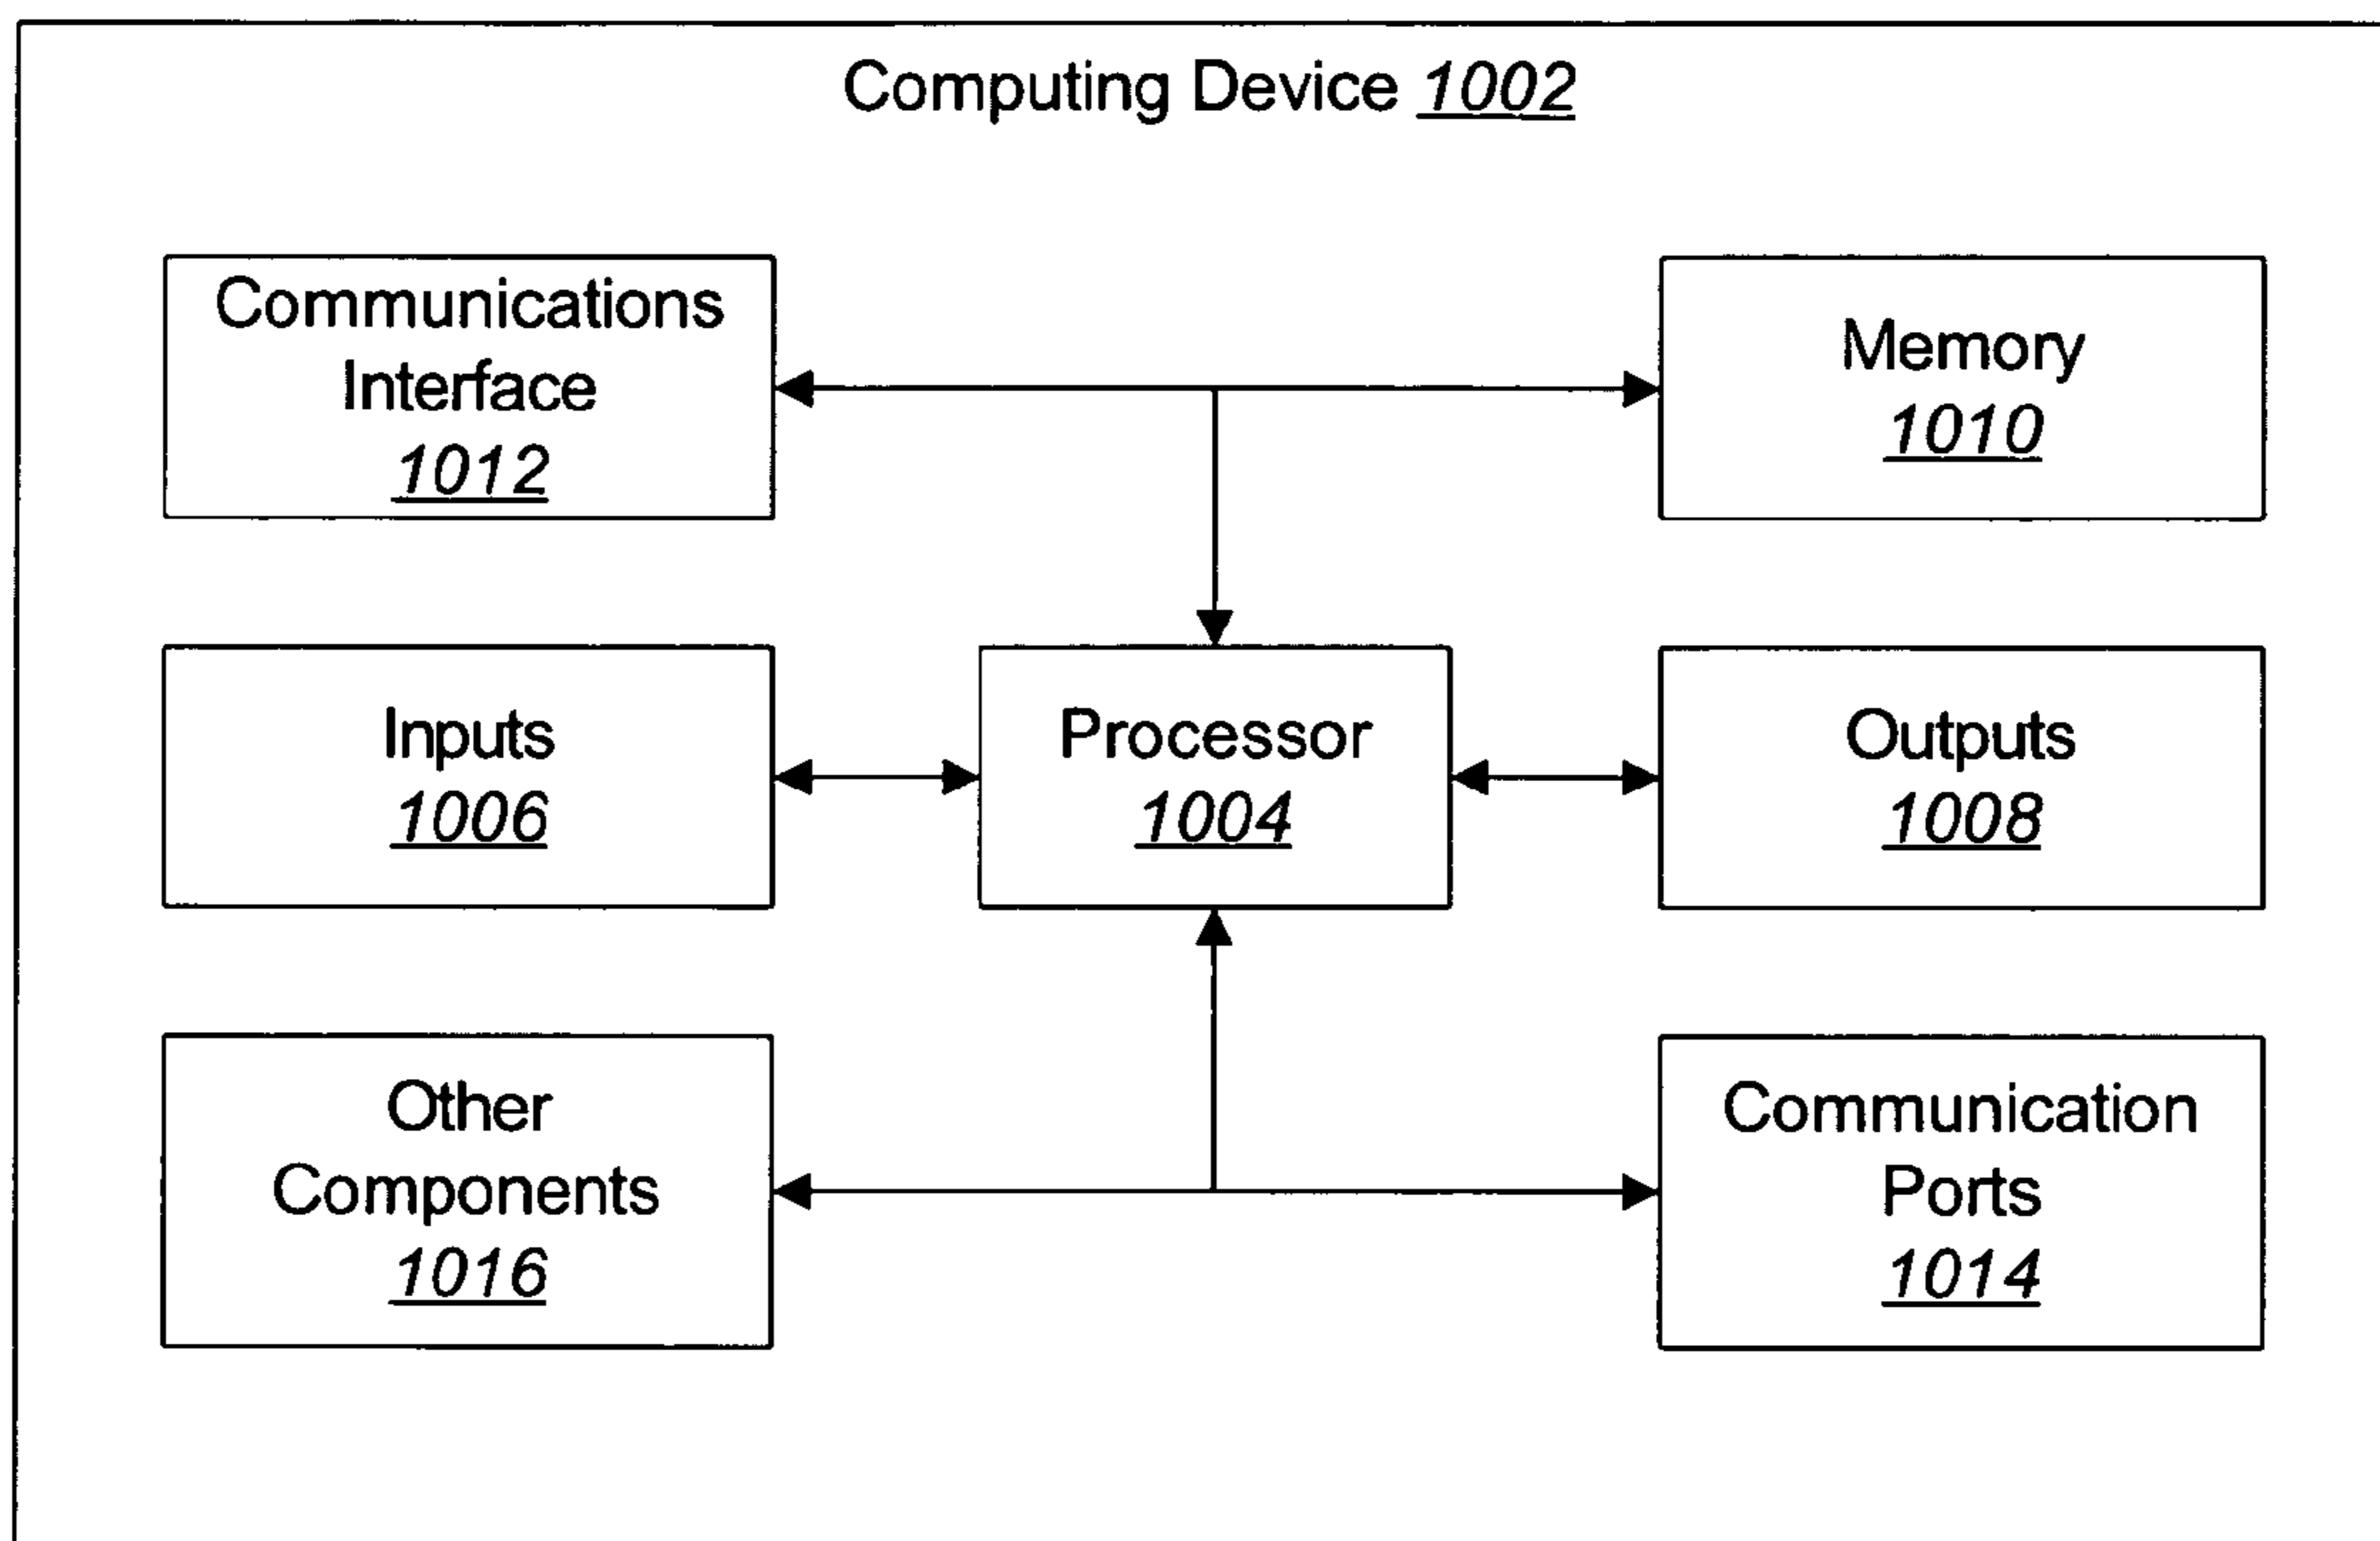 Computing Device 1002
Communications
Interface
1012
Memory
1010
Inputs
1006
Processor
1004
Outputs
1008
Other
Components
1016
Communication
Ports
1014